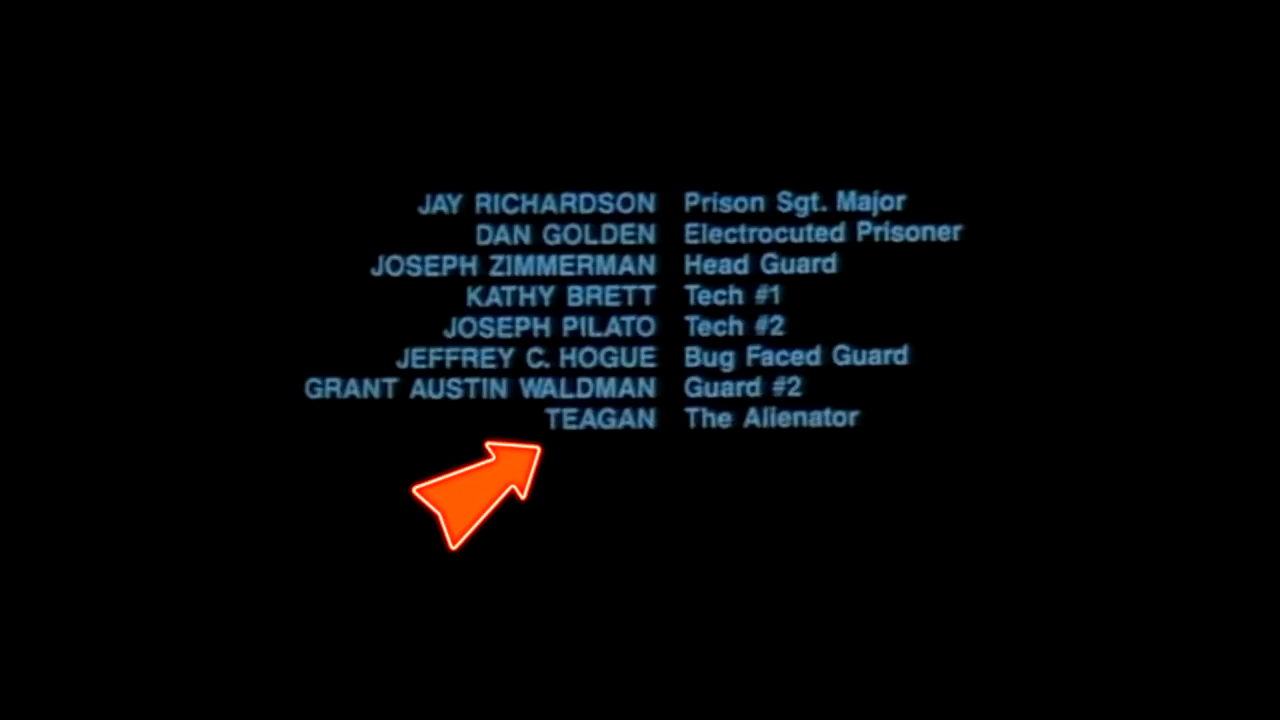 JAY RICHARDSON Prison Sgt. Major
DAN GOLDEN Electrocuted Prisoner
JOSEPH ZIMMERMAN Head Guard
KATHY BRETT Tech #1
JOSEPH PILATO Tech #2
JEFFREY C. HOGUE Bug Faced Guard
GRANT AUSTIN WALDMAN Guard #2
TEAGAN The Alienator